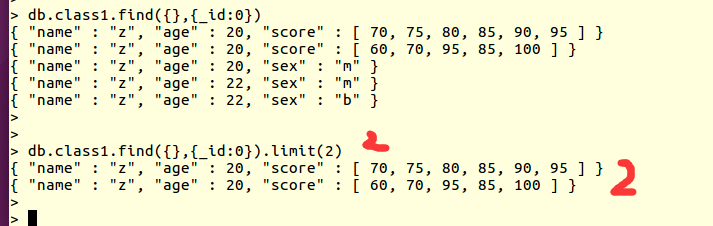 > db.class1.find({},{_id:0})
{ "name" : "z", "age" : 20, "score" : [ 70, 75, 80, 85, 90, 95 ] }
{ "name" : "z", "age" : 20, "score" : [ 60, 70, 95, 85, 100 ] }
{ "name" : "z", "age" : 20, "sex" : "m" }
{ "name" : "z", "age" : 22, "sex" : "m" }
{ "name" : "z", "age" : 22, "sex" : "b" }
>
>
2
> db.class1.find({},{_id:0}).limit(2)
{ "name" : "z", "age" : 20, "score" : [ 70, 75, 80, 85, 90, 95 ] }
{ "name" : "z", "age" : 20, "score" : [ 60, 70, 95, 85, 100 ] }
2
>
>